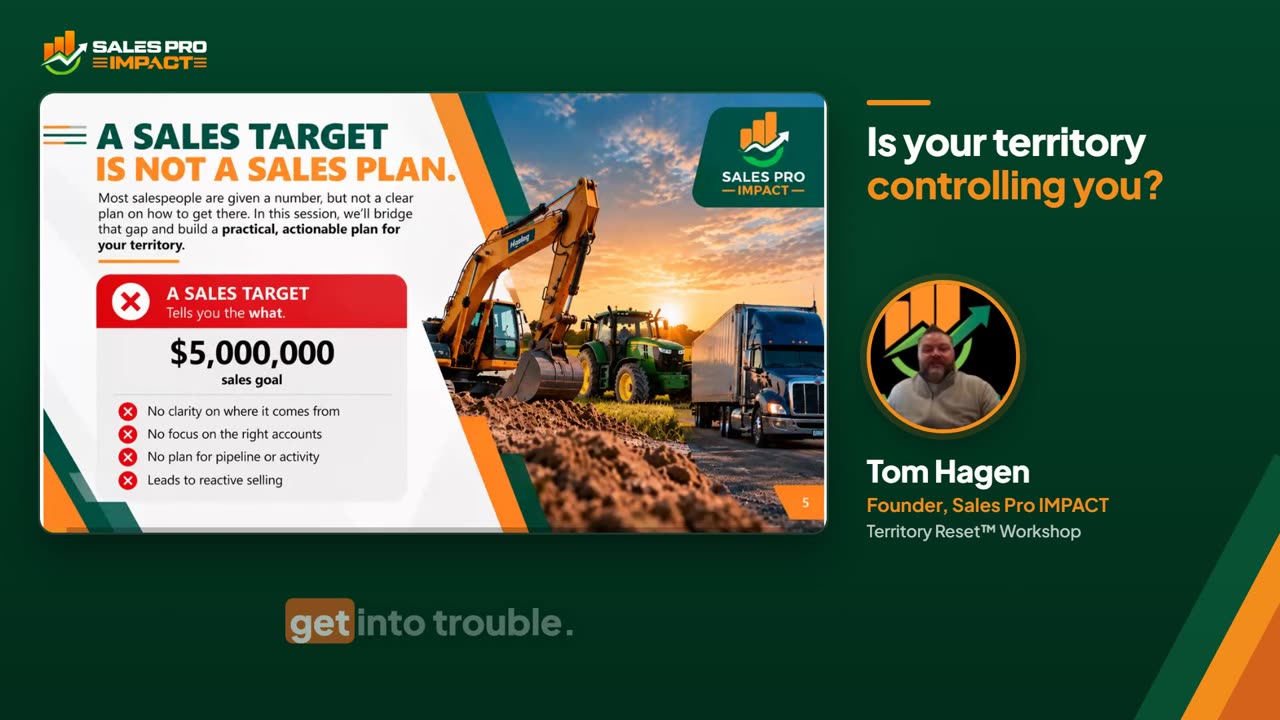 SALES PRO
IMPACT
A SALES TARGET
IS NOT A SALES PLAN.
Most salespeople are given a number, but not a clear
plan on how to get there. In this session, we'll bridge
that gap and build a practical, actionable plan for
your territory.
A SALES TARGET
Tells you the what.
$5,000,000
sales goal
No clarity on where it comes from
No focus on the right accounts
No plan for pipeline or activity
Leads to reactive selling
SALES PRO
IMPACT
5
Is your territory
controlling you?
Tom Hagen
Founder, Sales Pro IMPACT
Territory Reset™ Workshop
get into trouble.